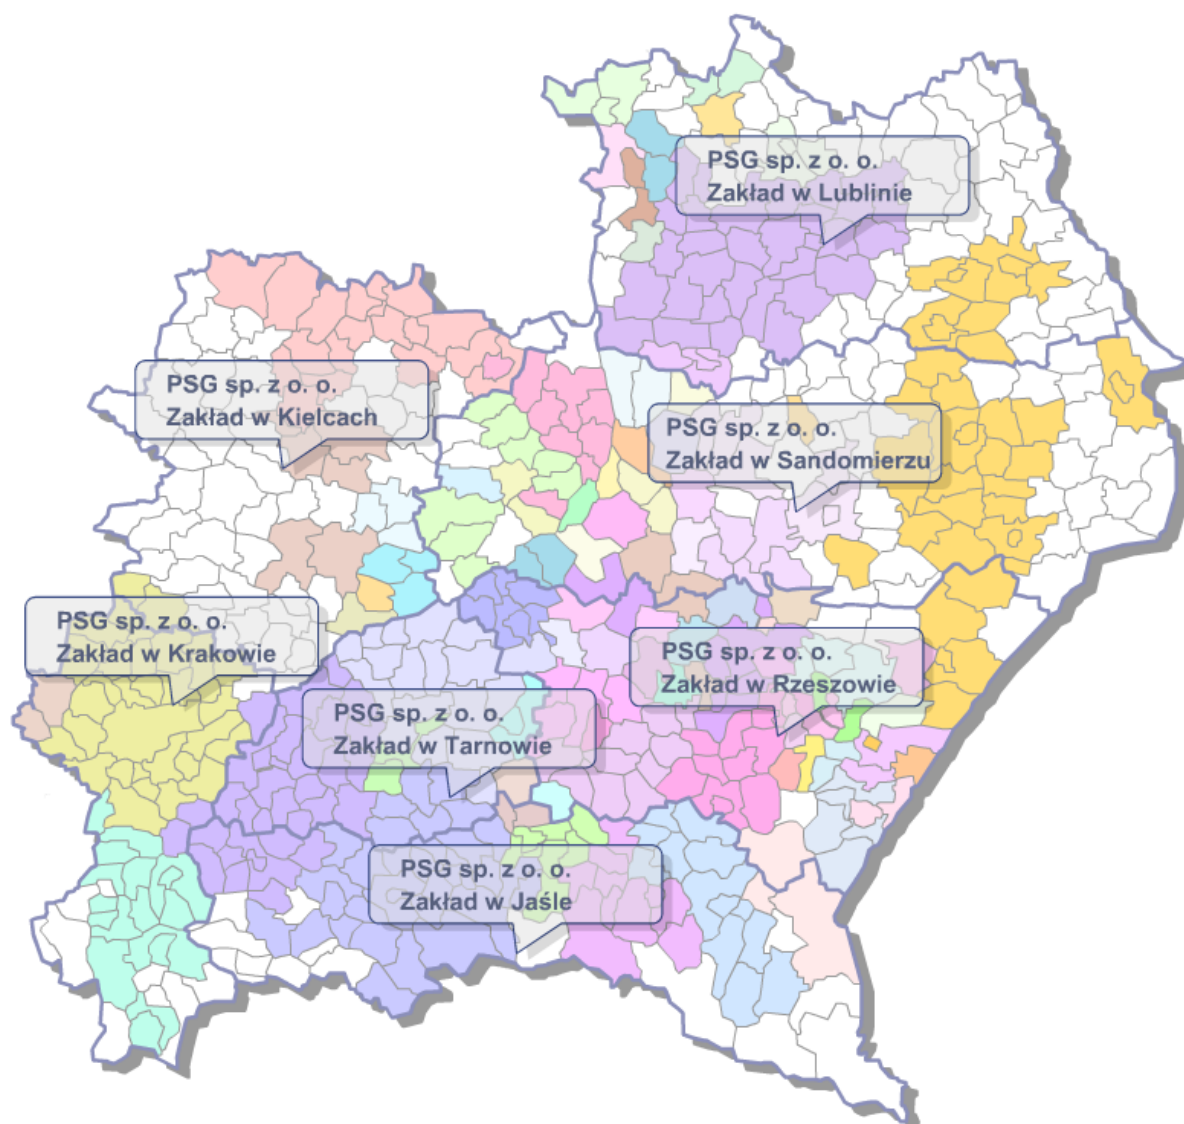 PSG sp. z o. o.
Zakład w Lublinie
PSG sp. z o. o.
Zakład w Kielcach
PSG sp. z o. o.
Zakład w Sandomierzu
PSG sp. z o. o.
Zakład w Krakowie
PSG sp. z o. o.
Zakład w Rzeszowie
PSG sp. z o. o.
Zakład w Tarnowie
PSG sp. z o. o.
Zakład w Jaśle